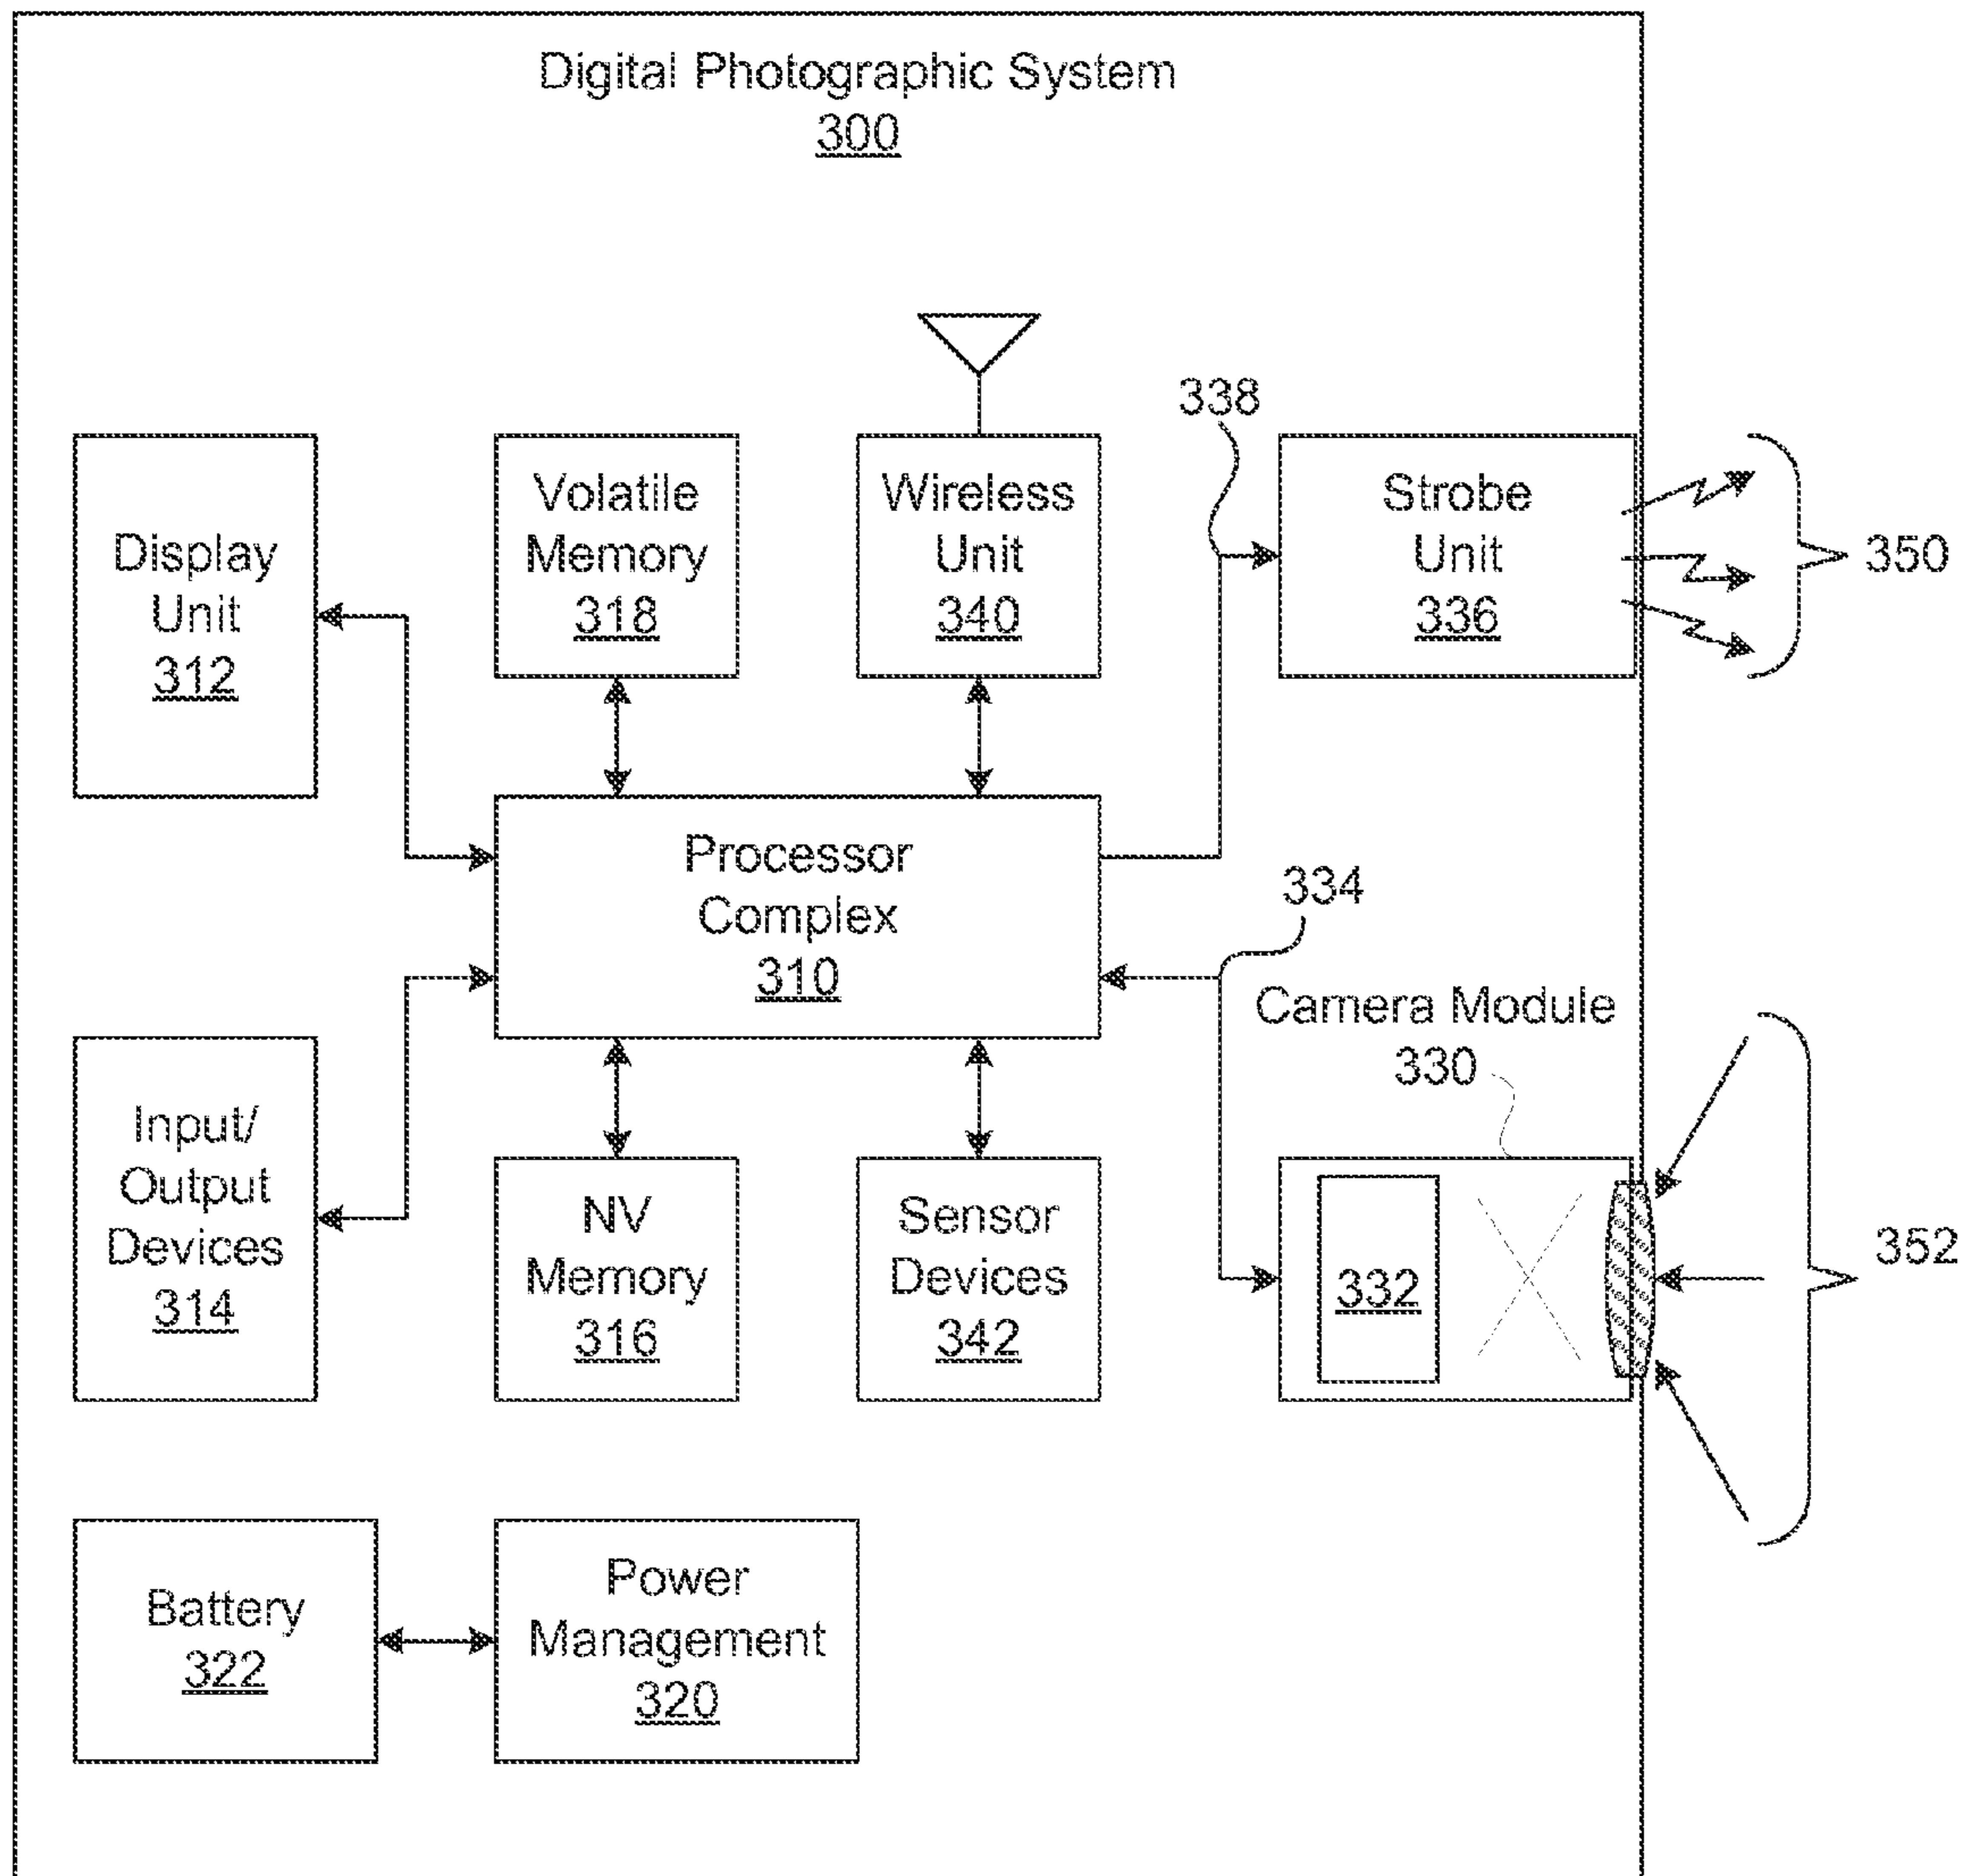 Digital Photographic System
300
338
Display
Unit
312
Volatile
Memory
318
Wireless
Unit
340
Strobe
Unit
336
350
Processor
Complex
310
334
Camera Module
330
Input/
Output
Devices
314
NV
Memory
316
Sensor
Devices
342
332
352
Battery
322
Power
Management
320